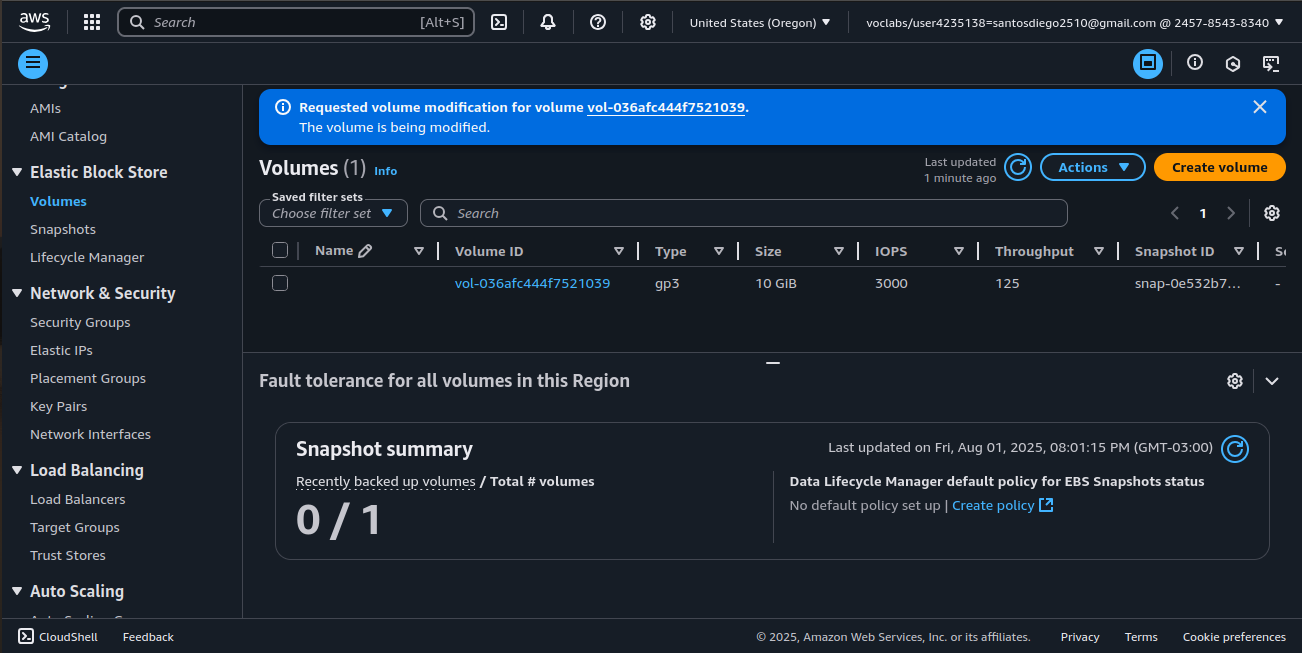 aws
Search [Alt+S]
United States (Oregon)
voclabs/user4235138=santosdiego2510@gmail.com @ 2457-8543-8340
AMIs
AMI Catalog
Elastic Block Store
Volumes
Snapshots
Lifecycle Manager
Network & Security
Security Groups
Elastic IPs
Placement Groups
Key Pairs
Network Interfaces
Load Balancing
Load Balancers
Target Groups
Trust Stores
Auto Scaling
Requested volume modification for volume vol-036afc444f7521039.
The volume is being modified.
Volumes (1) Info
Last updated
1 minute ago
Actions
Create volume
Saved filter sets
Choose filter set
Search
1
Name Volume ID Type Size IOPS Throughput Snapshot ID
vol-036afc444f7521039 gp3 10 GiB 3000 125 snap-0e532b7... -
Fault tolerance for all volumes in this Region
Snapshot summary
Last updated on Fri, Aug 01, 2025, 08:01:15 PM (GMT-03:00)
Recently backed up volumes / Total # volumes
0 / 1
Data Lifecycle Manager default policy for EBS Snapshots status
No default policy set up | Create policy
CloudShell Feedback
© 2025, Amazon Web Services, Inc. or its affiliates. Privacy Terms Cookie preferences